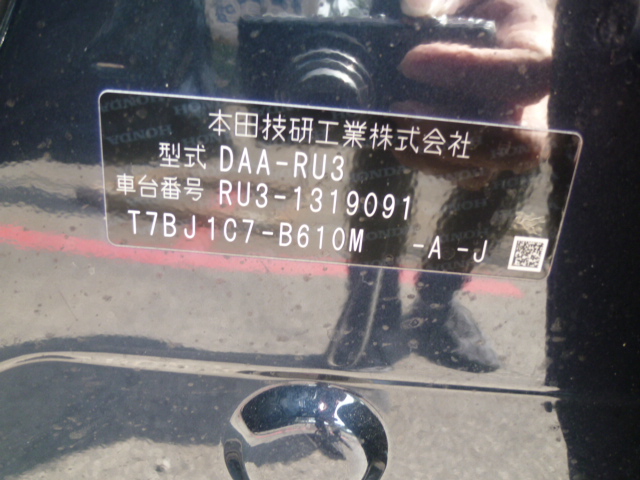 本田技研工業株式会社
型式 DAA-RU3
車台番号 RU3-1319091
T7BJ1C7-B610M -A -J